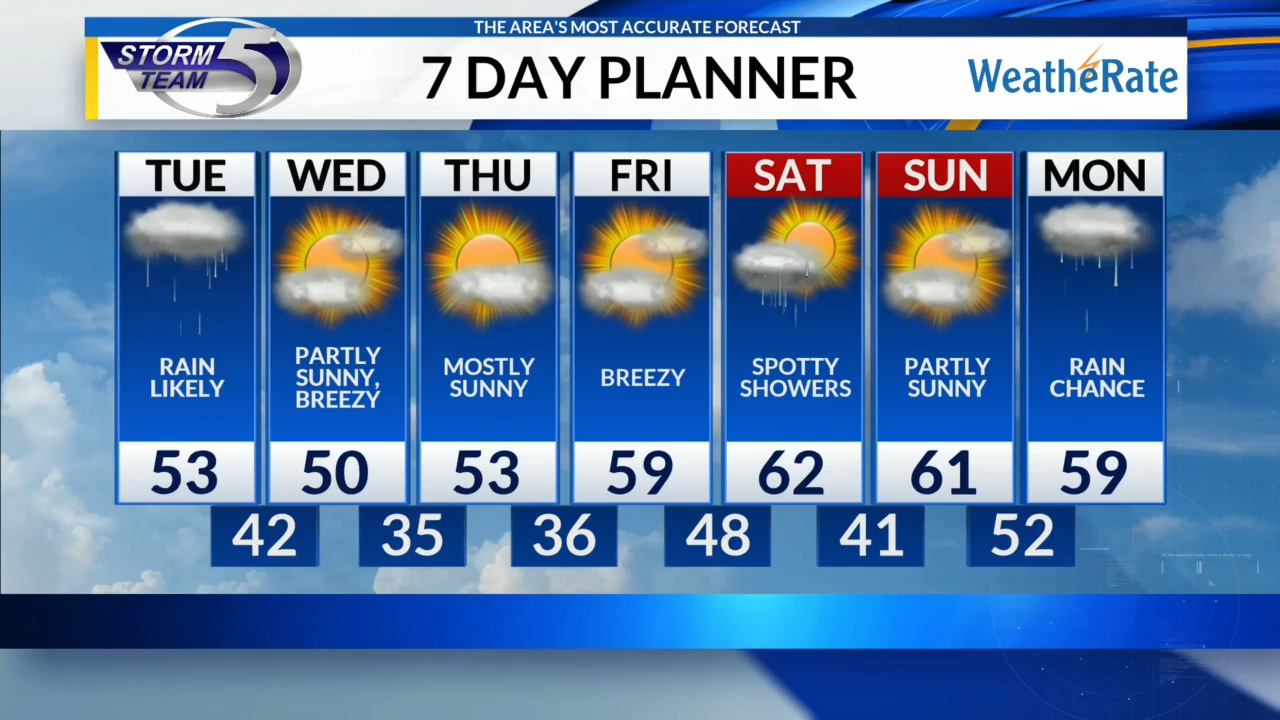 THE AREA'S MOST ACCURATE FORECAST
STORM
TEAM
5
7 DAY PLANNER
WeatheRate
TUE
WED
THU
FRI
SAT
SUN
MON
RAIN
LIKELY
PARTLY
SUNNY,
BREEZY
MOSTLY
SUNNY
BREEZY
SPOTTY
SHOWERS
PARTLY
SUNNY
RAIN
CHANCE
53
50
53
59
62
61
59
42
35
36
48
41
52